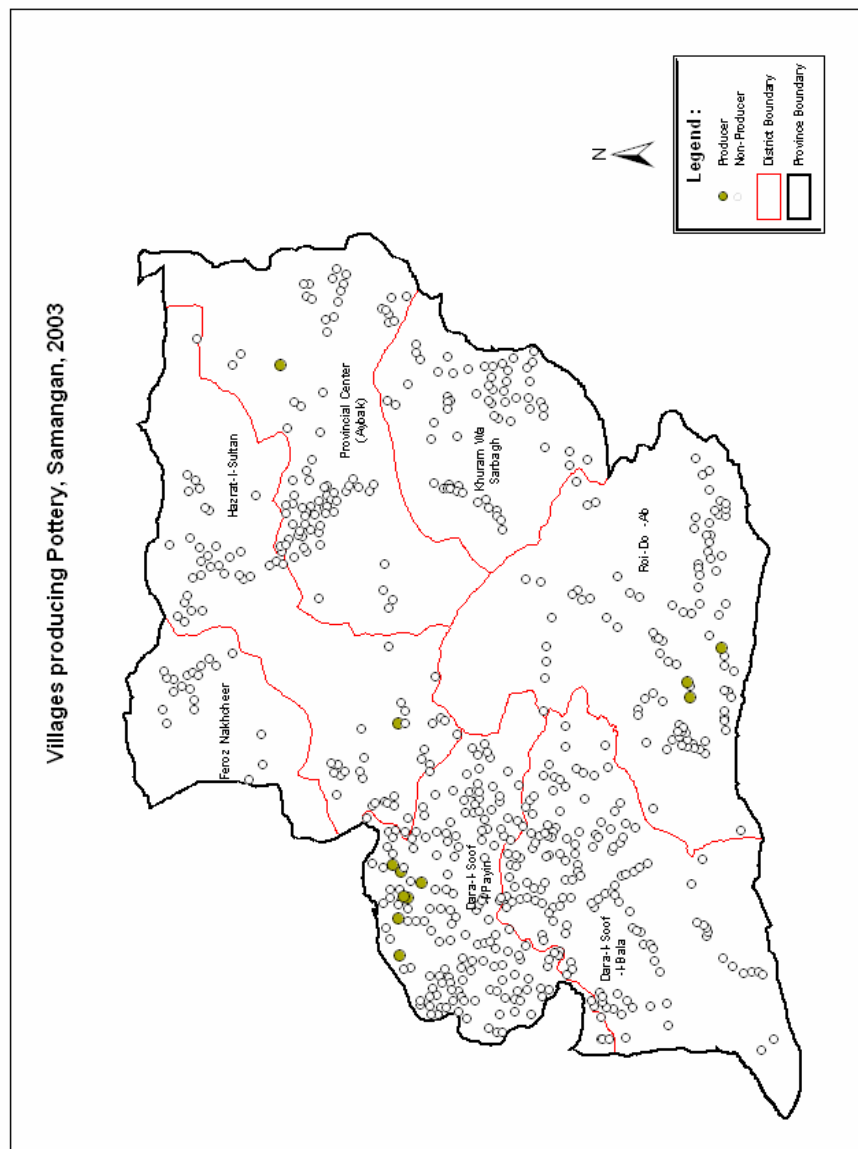 Villages producing Pottery, Samangan, 2003
N
Legend :
Producer
Non-Producer
District Boundary
Province Boundary
Hazrat-I-Sultan
Feroz Nakhcheer
Provincial Center
(Aybak)
Khuram Wa
Sarbagh
Roi-Do -Ab
Dara-I-Soof
-I-Payin
Dara-I-Soof
-I-Bala